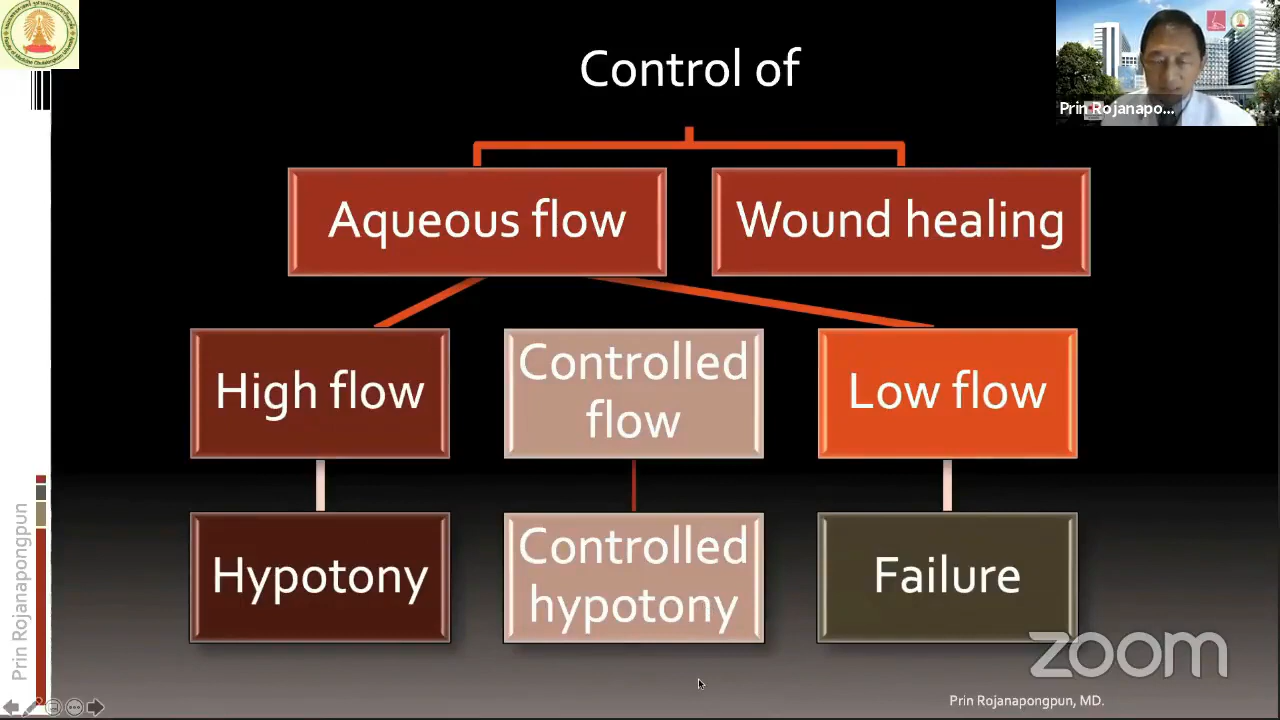 Control of
Prin Rojanapo...
Aqueous flow
Wound healing
High flow
Controlled
flow
Low flow
Hypotony
Controlled
hypotony
Failure
Prin Rojanapongpun
zoom
Prin Rojanapongpun, MD.